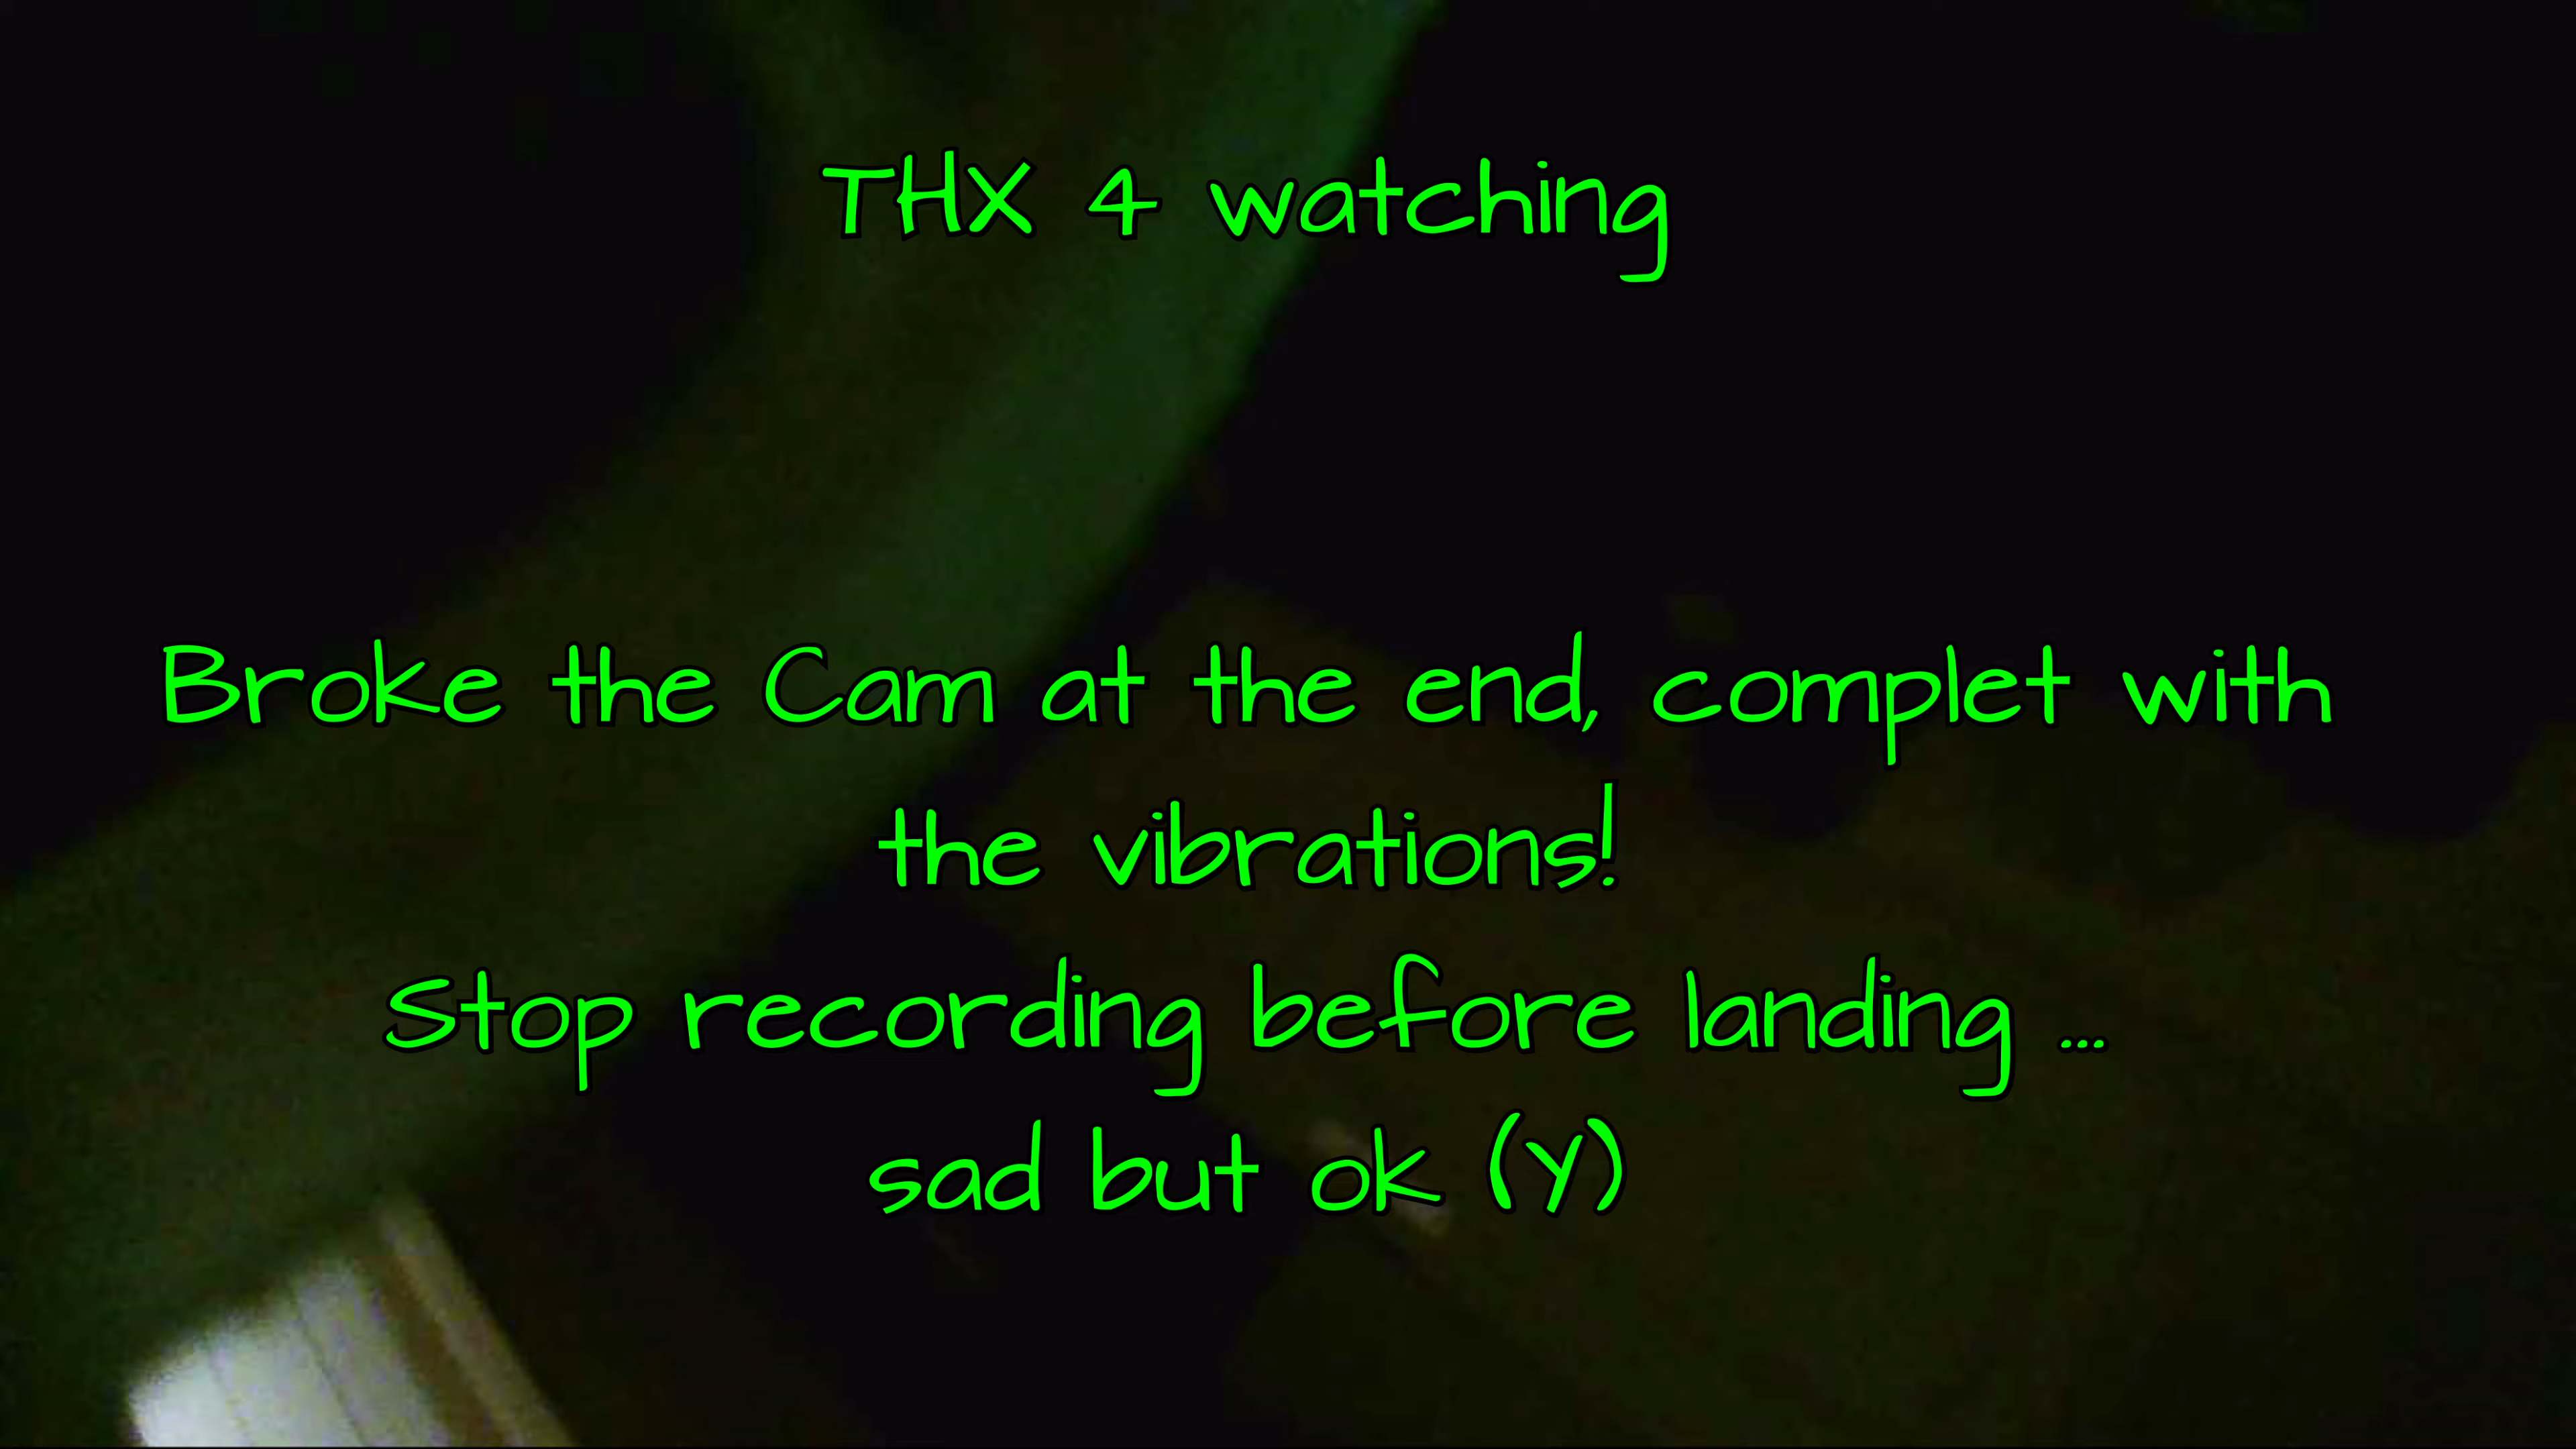 THX 4 watching
Broke the Cam at the end, complet with
the vibrations!
Stop recording before landing ...
sad but ok (Y)